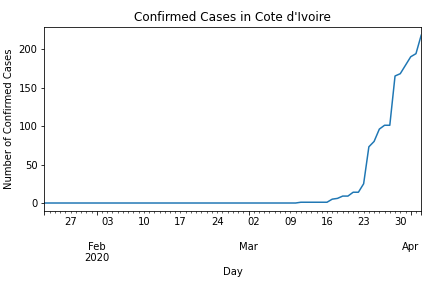 Confirmed Cases in Cote d'Ivoire
Number of Confirmed Cases
200
150
100
50
0
27 03 10 17 24 02 09 16 23 30
Feb Mar Apr
2020
Day